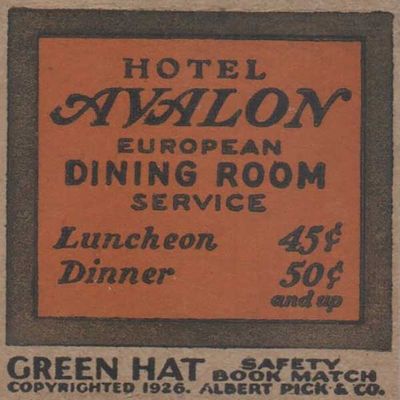 HOTEL
AVALON
EUROPEAN
DINING ROOM
SERVICE
Luncheon 45¢
Dinner 50¢
and up
GREEN HAT SAFETY BOOK MATCH
COPYRIGHTED 1926. ALBERT PICK & CO.